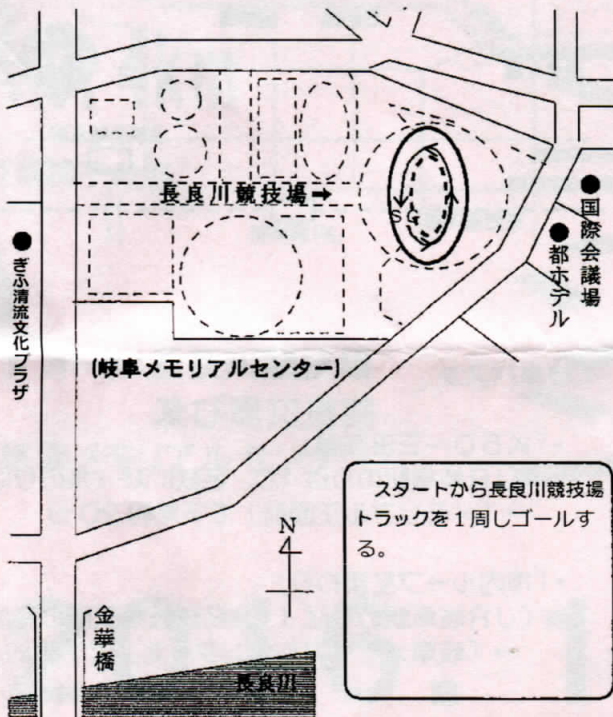 長良川競技場→
S G
●国際会議場
●都ホテル
●ぎふ清流文化プラザ
(岐阜メモリアルセンター)
スタートから長良川競技場
トラックを1周しゴールす
る。
N
金華橋
長良川